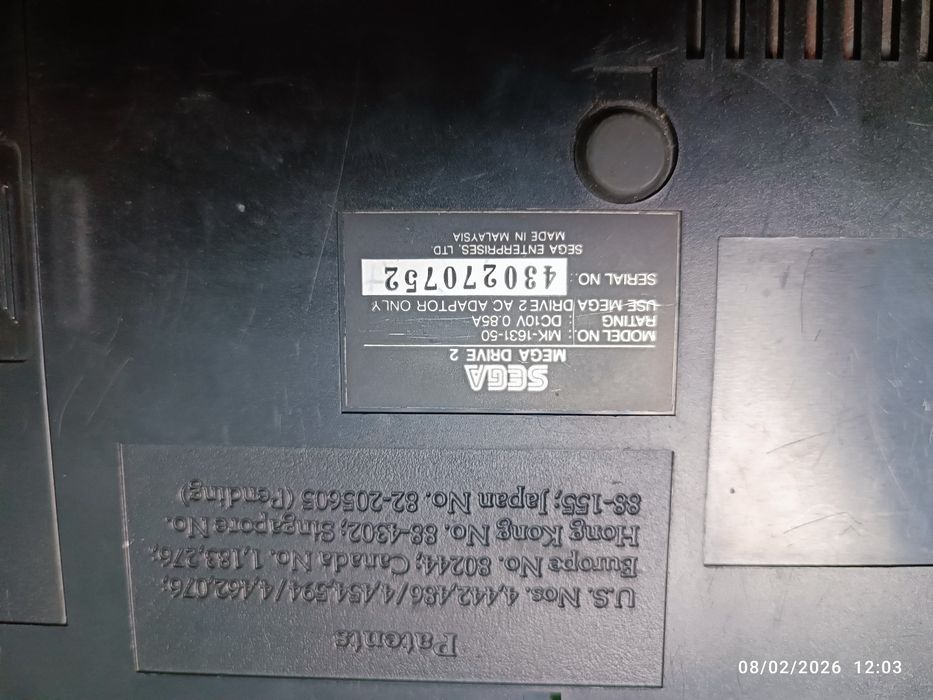 SEGA
MEGA DRIVE 2
MODEL NO. : MK-1631-50
RATING : DC10V 0.85A
USE MEGA DRIVE 2 AC ADAPTOR ONLY
SERIAL NO. : 430270752
SEGA ENTERPRISES, LTD.
MADE IN MALAYSIA
Patents
U.S. Nos. 4,442,486/4,454,594/4,462,076;
Europe No. 80244; Canada No. 1,183,276;
Hong Kong No. 88-4302; Singapore No.
88-155; Japan No. 82-205605 (Pending)
08/02/2026 12:03